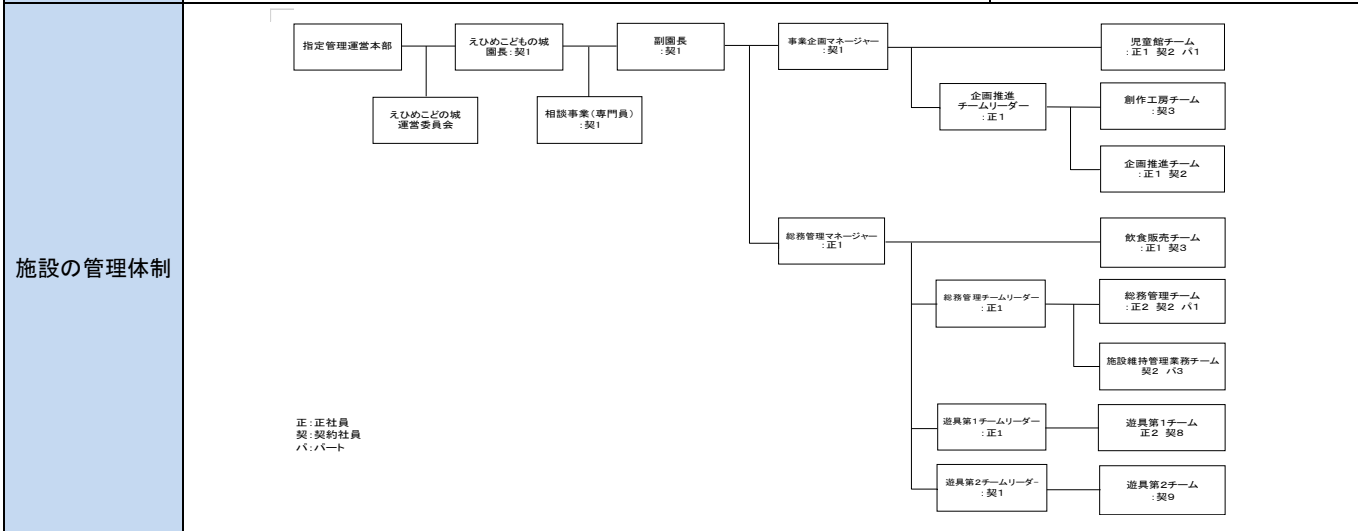 施設の管理体制
指定管理運営本部
えひめこどもの城
園長:契1
副園長
:契1
事業企画マネージャー
:契1
児童館チーム
:正1 契2 パ1
えひめこどの城
運営委員会
相談事業(専門員)
:契1
企画推進
チームリーダー
:正1
創作工房チーム
:契3
企画推進チーム
:正1 契2
総務管理マネージャー
:正1
飲食販売チーム
:正1 契3
総務管理チームリーダー
:正1
総務管理チーム
:正2 契2 パ1
施設維持管理業務チーム
契2 パ3
遊具第1チームリーダー
:正1
遊具第1チーム
正2 契8
遊具第2チームリーダー
:契1
遊具第2チーム
:契9
正:正社員
契:契約社員
パ:パート